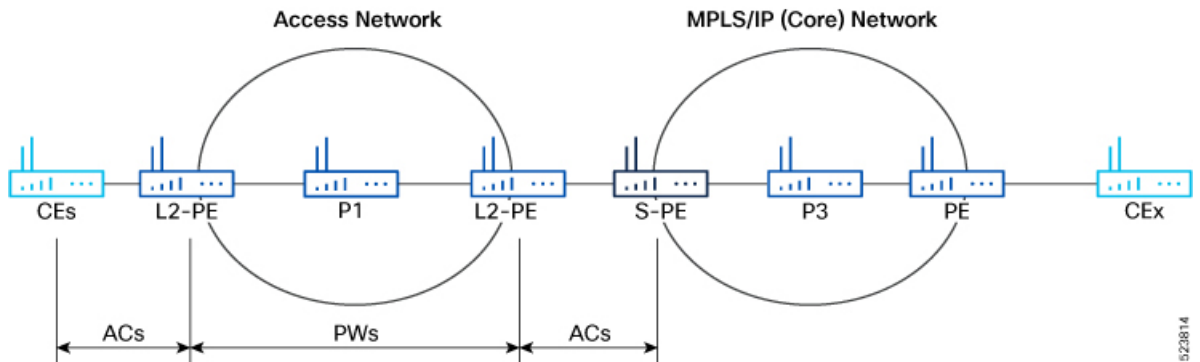 Access Network
MPLS/IP (Core) Network
CEs
L2-PE
P1
L2-PE
S-PE
P3
PE
CEx
ACs
PWs
ACs
523814